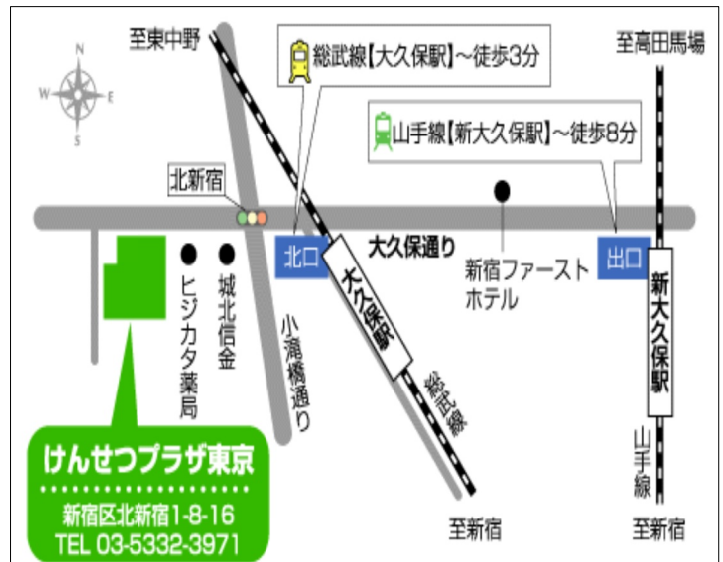 至東中野
総武線【大久保駅】～徒歩3分
至高田馬場
N
W
E
S
山手線【新大久保駅】～徒歩8分
北新宿
大久保通り
北口
出口
新宿ファースト
ホテル
ヒジカタ薬局
城北信金
小滝橋通り
大久保駅
総武線
新大久保駅
山手線
けんせつプラザ東京
新宿区北新宿1-8-16
TEL 03-5332-3971
至新宿
至新宿